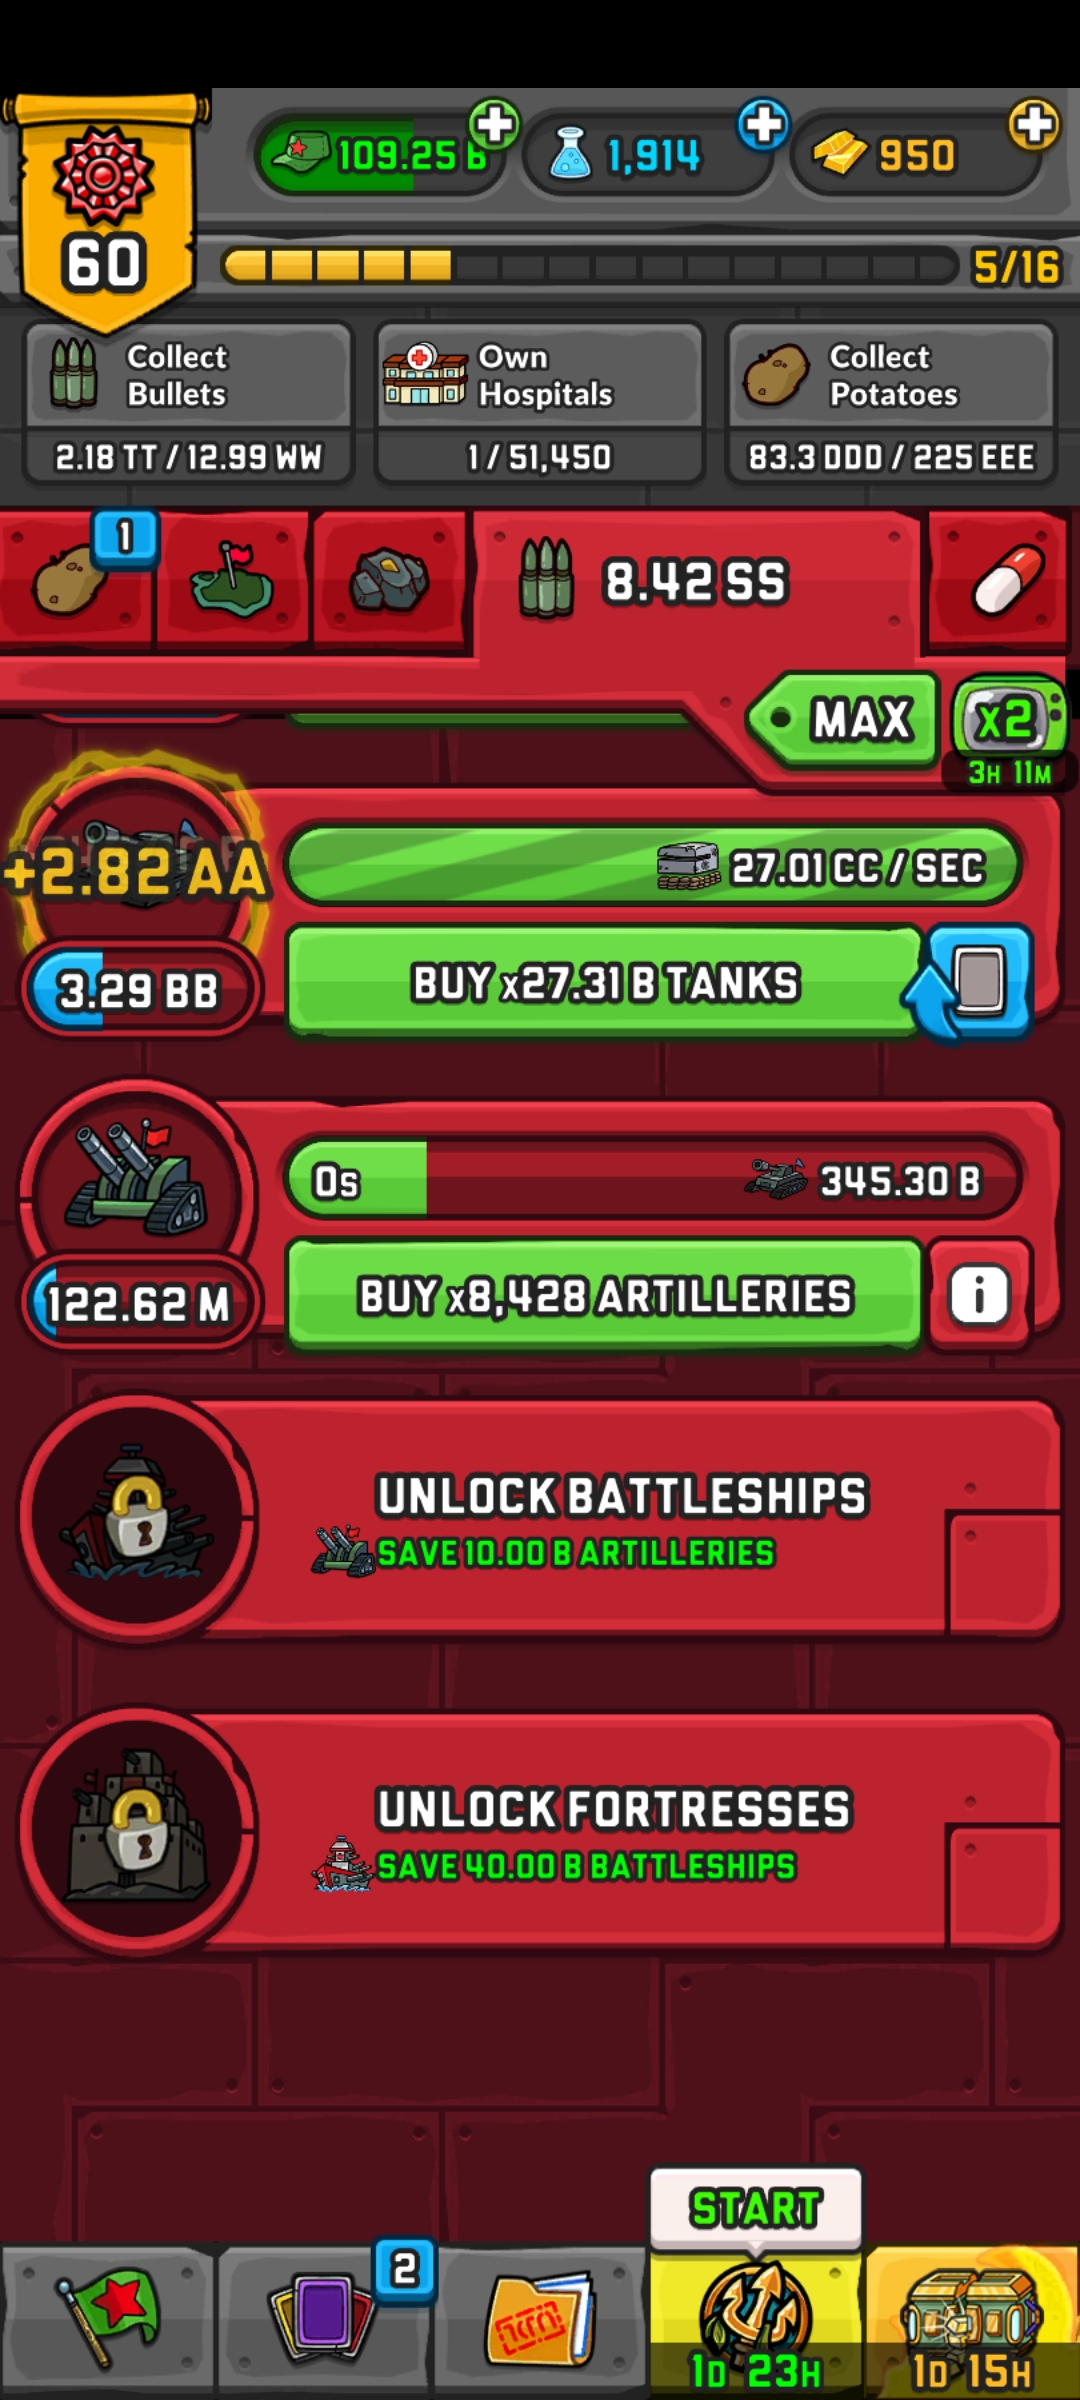 109.25 B
1,914
950
60
5/16
Collect
Bullets
2.18 TT / 12.99 WW
Own
Hospitals
1 / 51,450
Collect
Potatoes
83.3 DDD / 225 EEE
1
8.42 SS
MAX
x2
3H 11M
+2.82 AA
27.01 CC / SEC
3.29 BB
BUY x27.31 B TANKS
0s
345.30 B
122.62 M
BUY x8,428 ARTILLERIES
i
UNLOCK BATTLESHIPS
SAVE 10.00 B ARTILLERIES
UNLOCK FORTRESSES
SAVE 40.00 B BATTLESHIPS
START
2
1D 23H
1D 15H